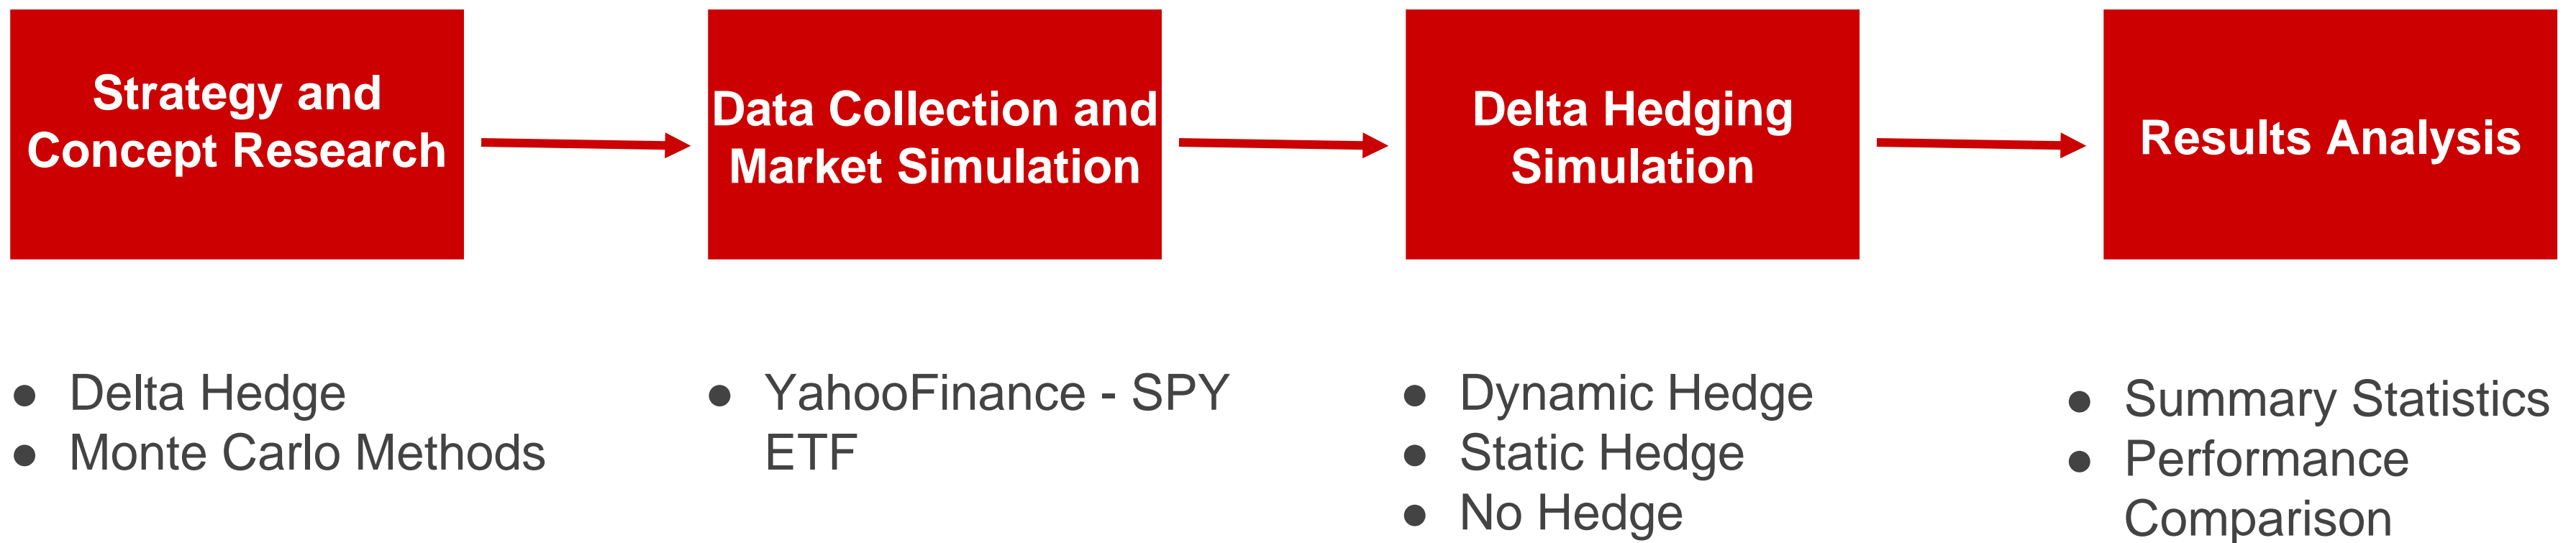 Strategy and
Concept Research
Data Collection and
Market Simulation
Delta Hedging
Simulation
Results Analysis
● Delta Hedge
● Monte Carlo Methods
● YahooFinance - SPY
ETF
● Dynamic Hedge
● Static Hedge
● No Hedge
● Summary Statistics
● Performance
Comparison